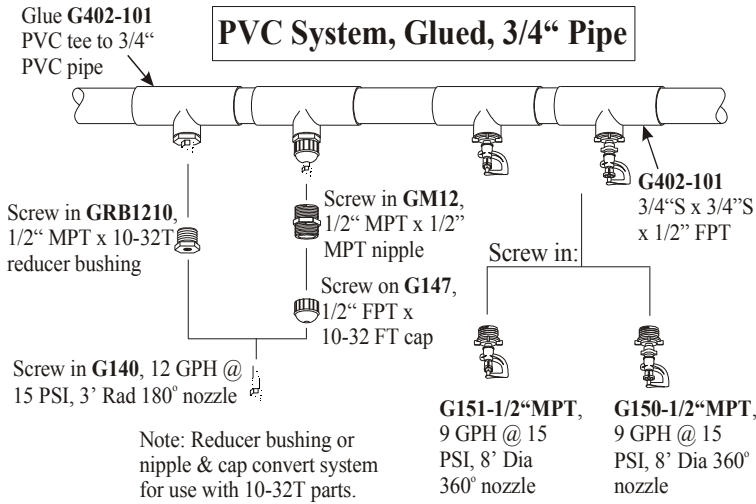 Glue G402-101
PVC tee to 3/4“
PVC pipe
PVC System, Glued, 3/4“ Pipe
G402-101
3/4“S x 3/4”S
x 1/2” FPT
Screw in GRB1210,
1/2“ MPT x 10-32T
reducer bushing
Screw in GM12,
1/2“ MPT x 1/2”
MPT nipple
Screw in:
Screw on G147,
1/2“ FPT x
10-32 FT cap
Screw in G140, 12 GPH @
15 PSI, 3’ Rad 180° nozzle
G151-1/2“MPT,
9 GPH @ 15
PSI, 8’ Dia
360° nozzle
G150-1/2“MPT,
9 GPH @ 15
PSI, 8’ Dia 360°
nozzle
Note: Reducer bushing or
nipple & cap convert system
for use with 10-32T parts.